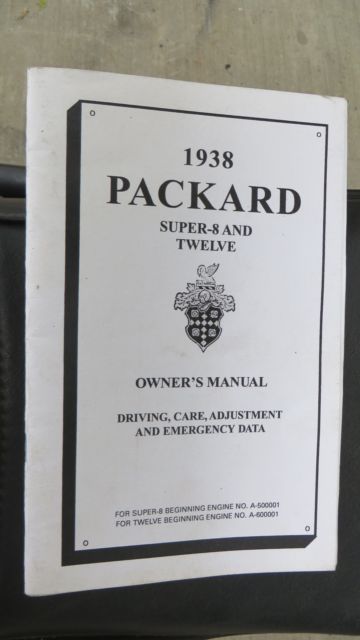 1938
PACKARD
SUPER-8 AND
TWELVE
OWNER'S MANUAL
DRIVING, CARE, ADJUSTMENT
AND EMERGENCY DATA
FOR SUPER-8 BEGINNING ENGINE NO. A-500001
FOR TWELVE BEGINNING ENGINE NO. A-600001